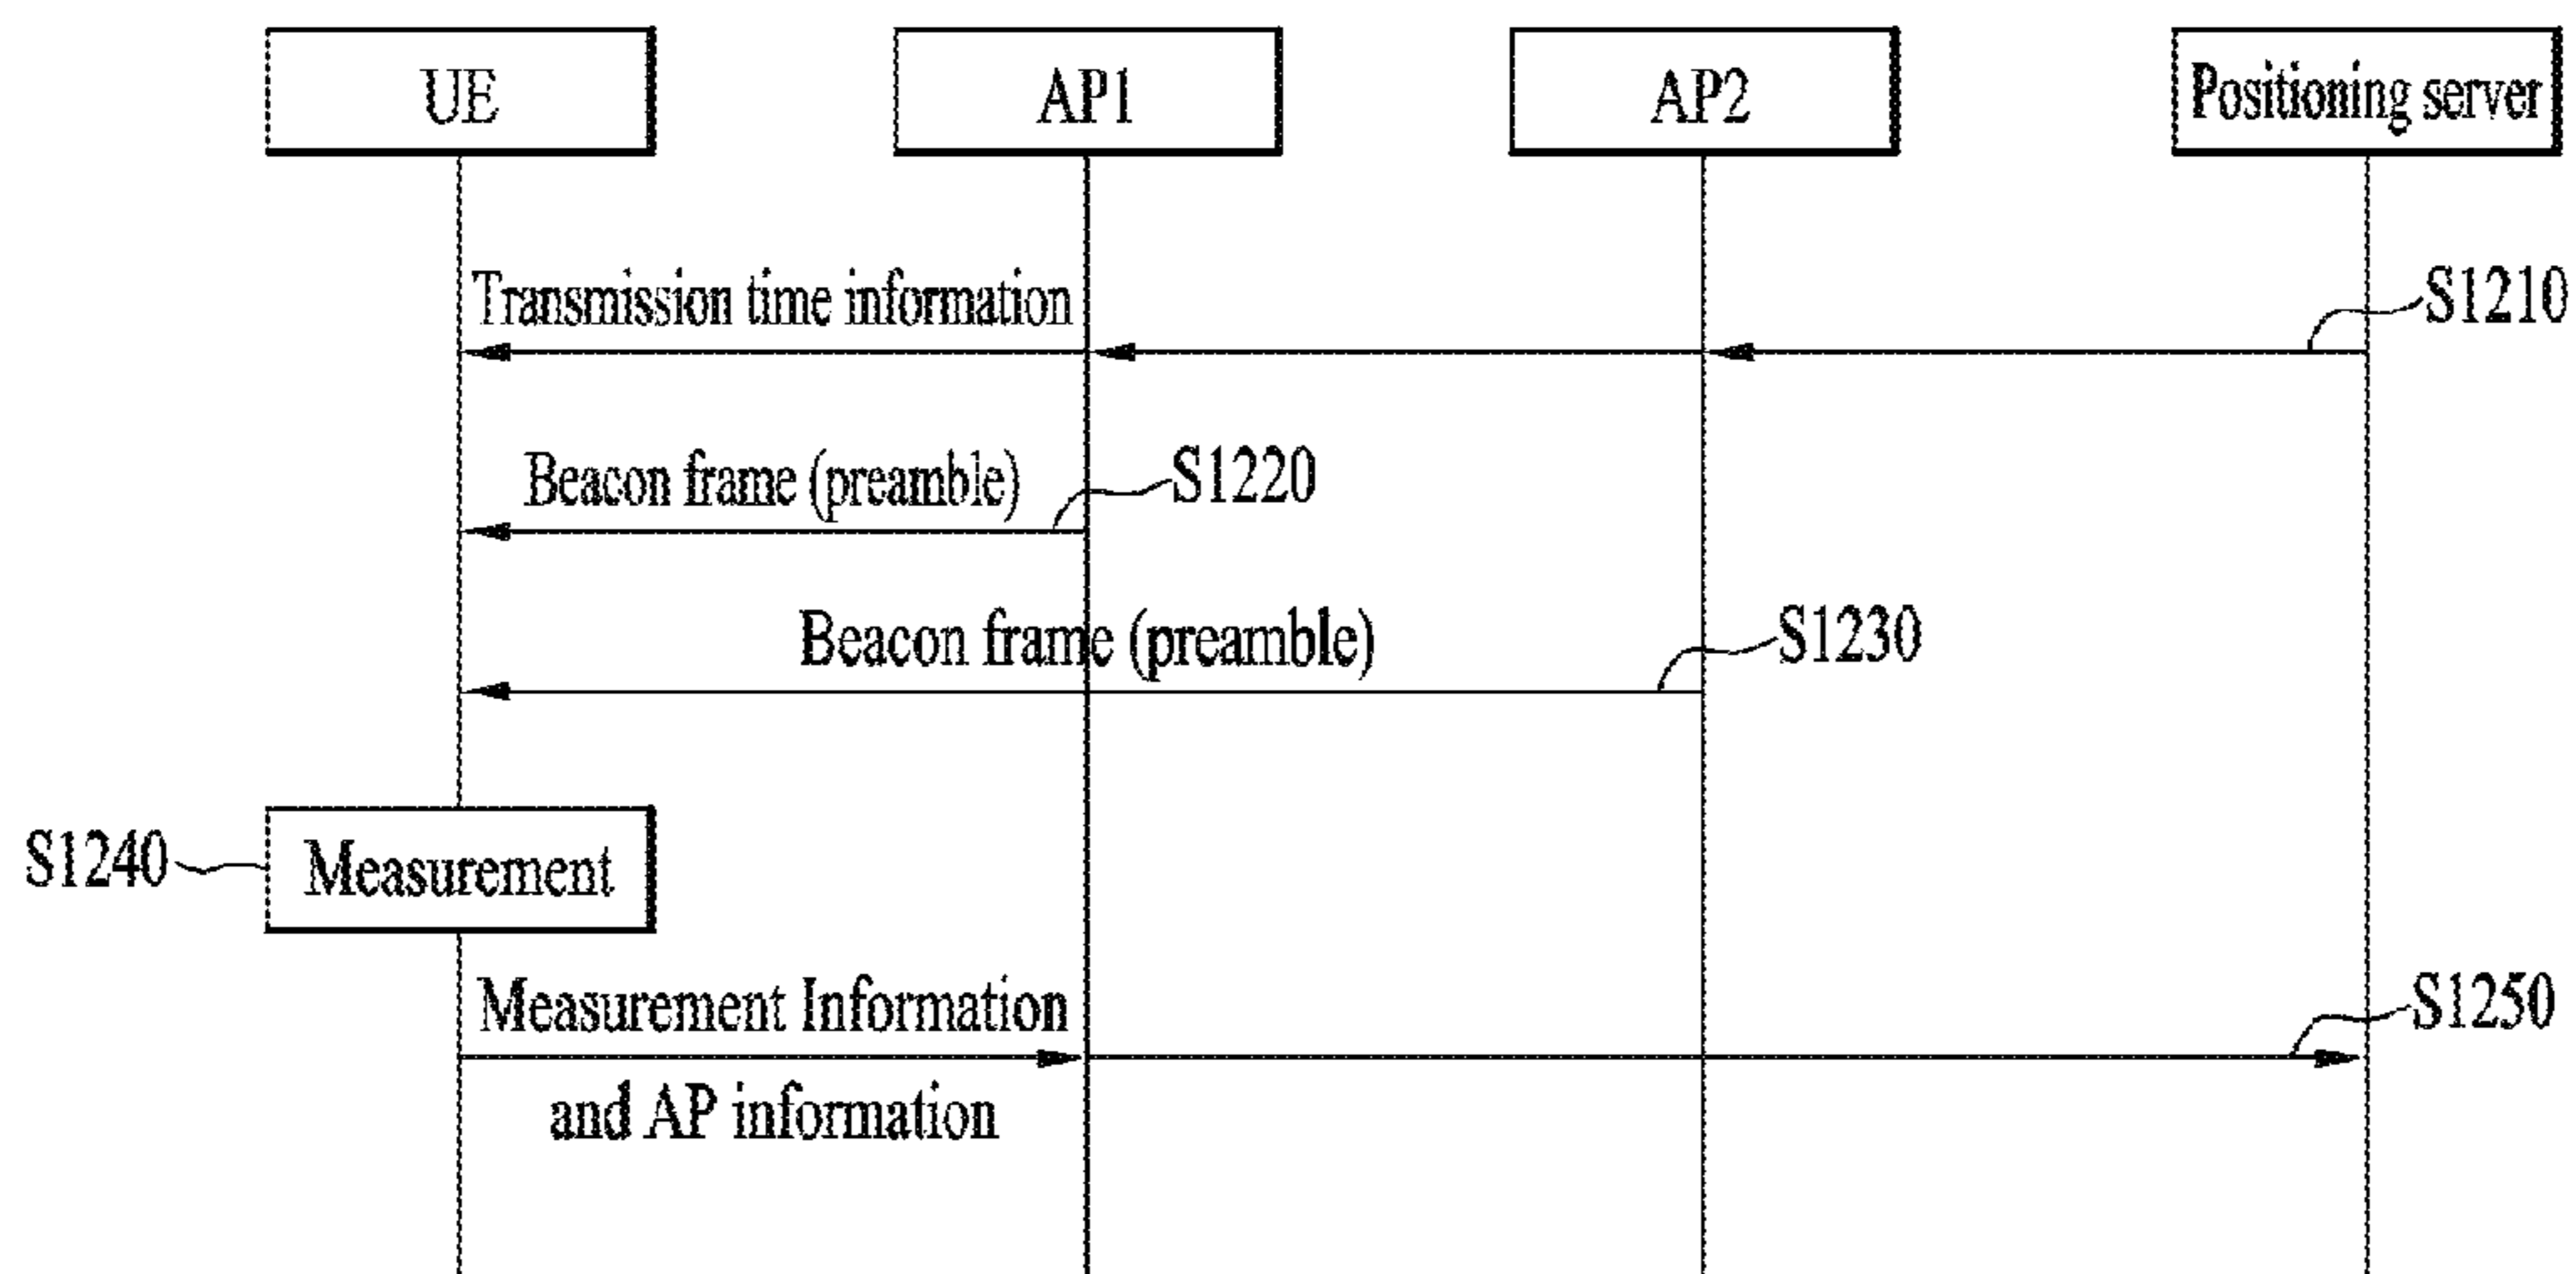 UE
AP1
AP2
Positioning server
Transmission time information
S1210
Beacon frame (preamble)
S1220
Beacon frame (preamble)
S1230
S1240
Measurement
Measurement Information
and AP information
S1250